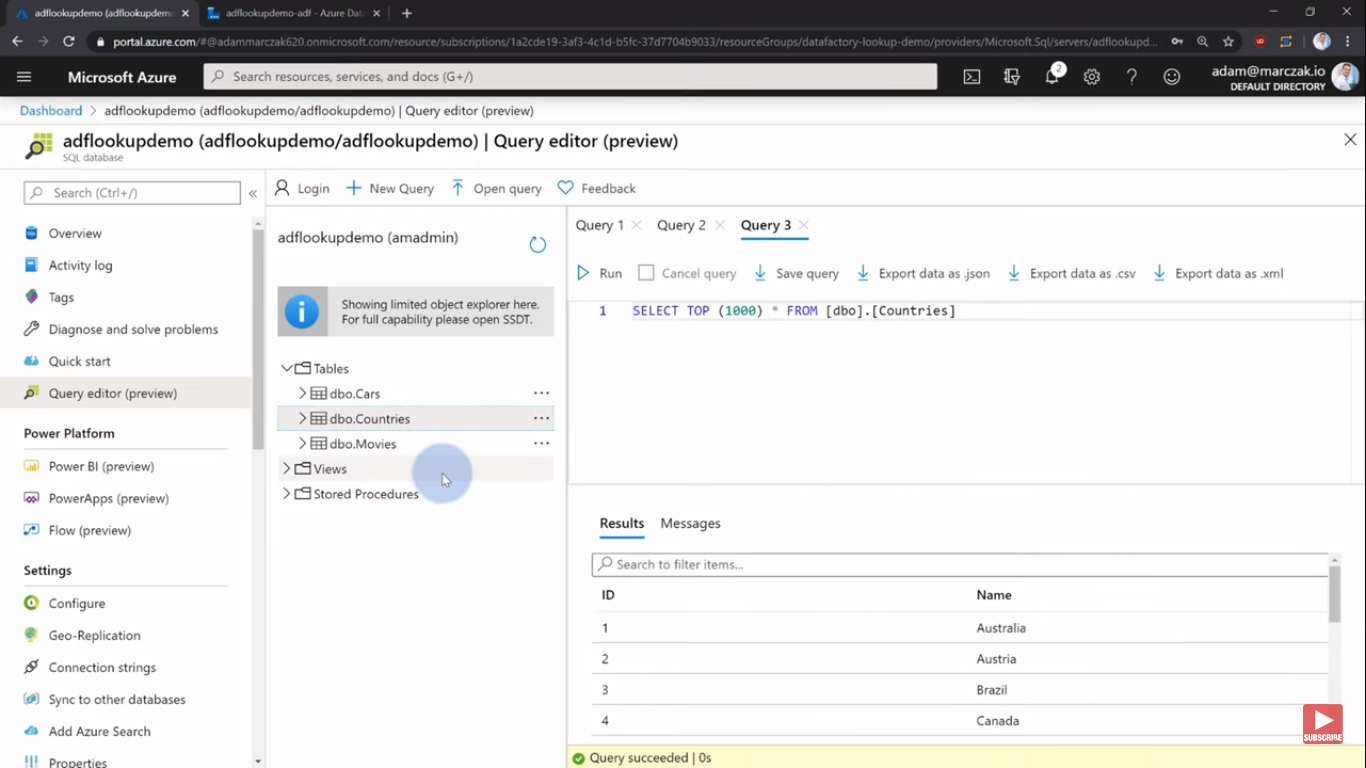 adflookupdemo (adflookupdemo
adflookupdemo-adf - Azure Dat
portal.azure.com/#@adammarczak620.onmicrosoft.com/resource/subscriptions/1a2cde19-3af3-4c1d-b5fc-37d7704b9033/resourceGroups/datafactory-lookup-demo/providers/Microsoft.Sql/servers/adflookupd...
Microsoft Azure
Search resources, services, and docs (G+/)
2
adam@marczak.io
DEFAULT DIRECTORY
Dashboard > adflookupdemo (adflookupdemo/adflookupdemo) | Query editor (preview)
adflookupdemo (adflookupdemo/adflookupdemo) | Query editor (preview)
SQL database
Search (Ctrl+/)
«
Overview
Activity log
Tags
Diagnose and solve problems
Quick start
Query editor (preview)
Power Platform
Power BI (preview)
PowerApps (preview)
Flow (preview)
Settings
Configure
Geo-Replication
Connection strings
Sync to other databases
Add Azure Search
Properties
Login
New Query
Open query
Feedback
adflookupdemo (amadmin)
Showing limited object explorer here.
For full capability please open SSDT.
Tables
dbo.Cars
dbo.Countries
dbo.Movies
Views
Stored Procedures
Query 1
Query 2
Query 3
Run
Cancel query
Save query
Export data as .json
Export data as .csv
Export data as .xml
1 SELECT TOP (1000) * FROM [dbo].[Countries]
Results Messages
Search to filter items...
ID Name
1 Australia
2 Austria
3 Brazil
4 Canada
SUBSCRIBE
Query succeeded | 0s